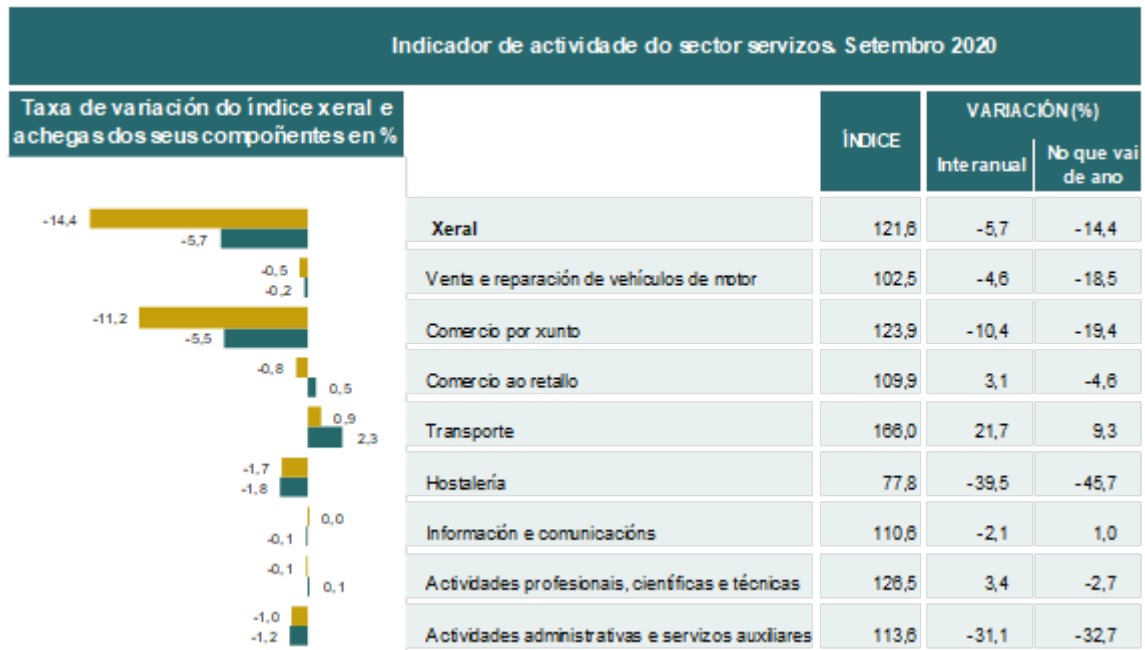 Indicador de actividade do sector servizos. Setembro 2020
Taxa de variación do índice xeral e
achegas dos seus compoñentes en %
ÍNDICE
VARIACIÓN (%)
Interanual
No que vai
de ano
-14,4
-5,7
Xeral 121,6 -5,7 -14,4
-0,5
-0,2
Venta e reparación de vehículos de motor 102,5 -4,6 -18,5
-11,2
-5,5
Comercio por xunto 123,9 -10,4 -19,4
-0,8
0,5
Comercio ao retallo 109,9 3,1 -4,6
0,9
2,3
Transporte 166,0 21,7 9,3
-1,7
-1,8
Hostalería 77,8 -39,5 -45,7
0,0
-0,1
Información e comunicacións 110,6 -2,1 1,0
-0,1
0,1
Actividades profesionais, científicas e técnicas 126,5 3,4 -2,7
-1,0
-1,2
Actividades administrativas e servizos auxiliares 113,6 -31,1 -32,7